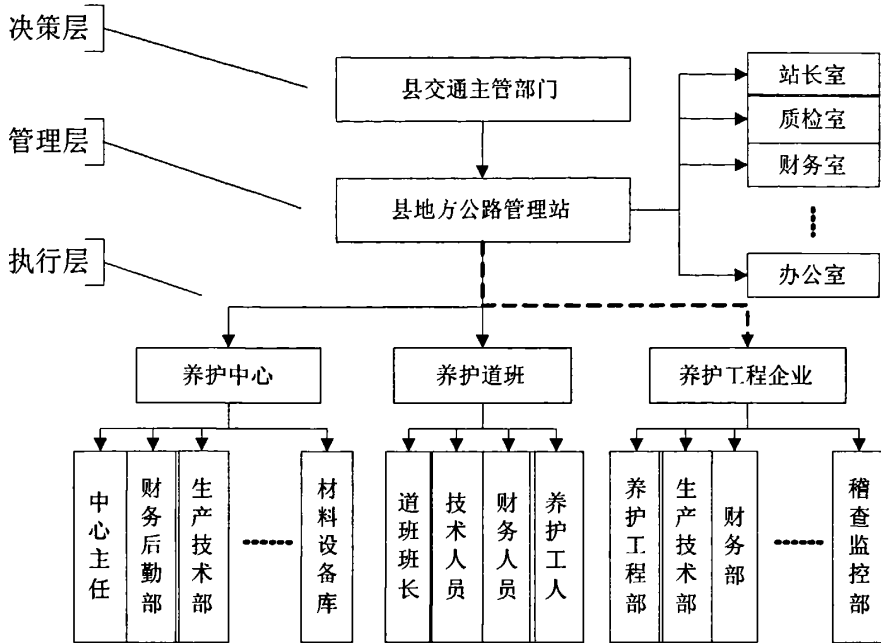 决策层
县交通主管部门
站长室
质检室
财务室
办公室
管理层
县地方公路管理站
执行层
养护中心
养护道班
养护工程企业
中心主任
财务后勤部
生产技术部
材料设备库
道班班长
技术人员
财务人员
养护工人
养护工程部
生产技术部
财务部
稽查监控部